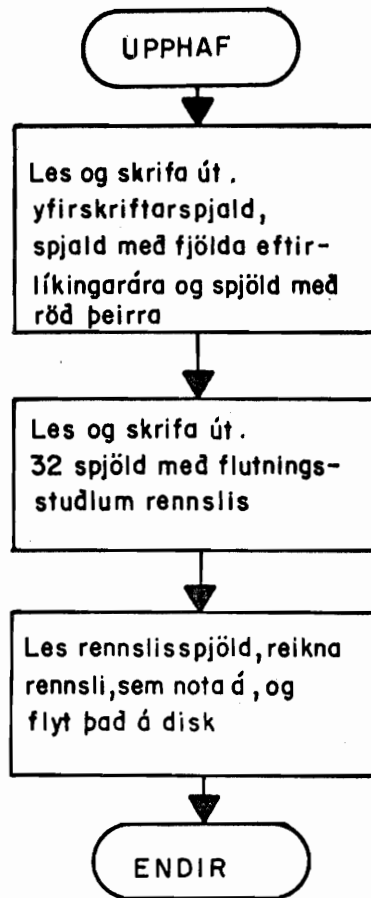 UPPHAF
Les og skrifa út.
yfirskriftarspjald,
spjald með fjölda eftir-
líkingarára og spjöld með
röð þeirra
Les og skrifa út.
32 spjöld með flutnings-
stuðlum rennslis
Les rennslisspjöld, reikna
rennsli, sem nota á, og
flyt það á disk
ENDIR